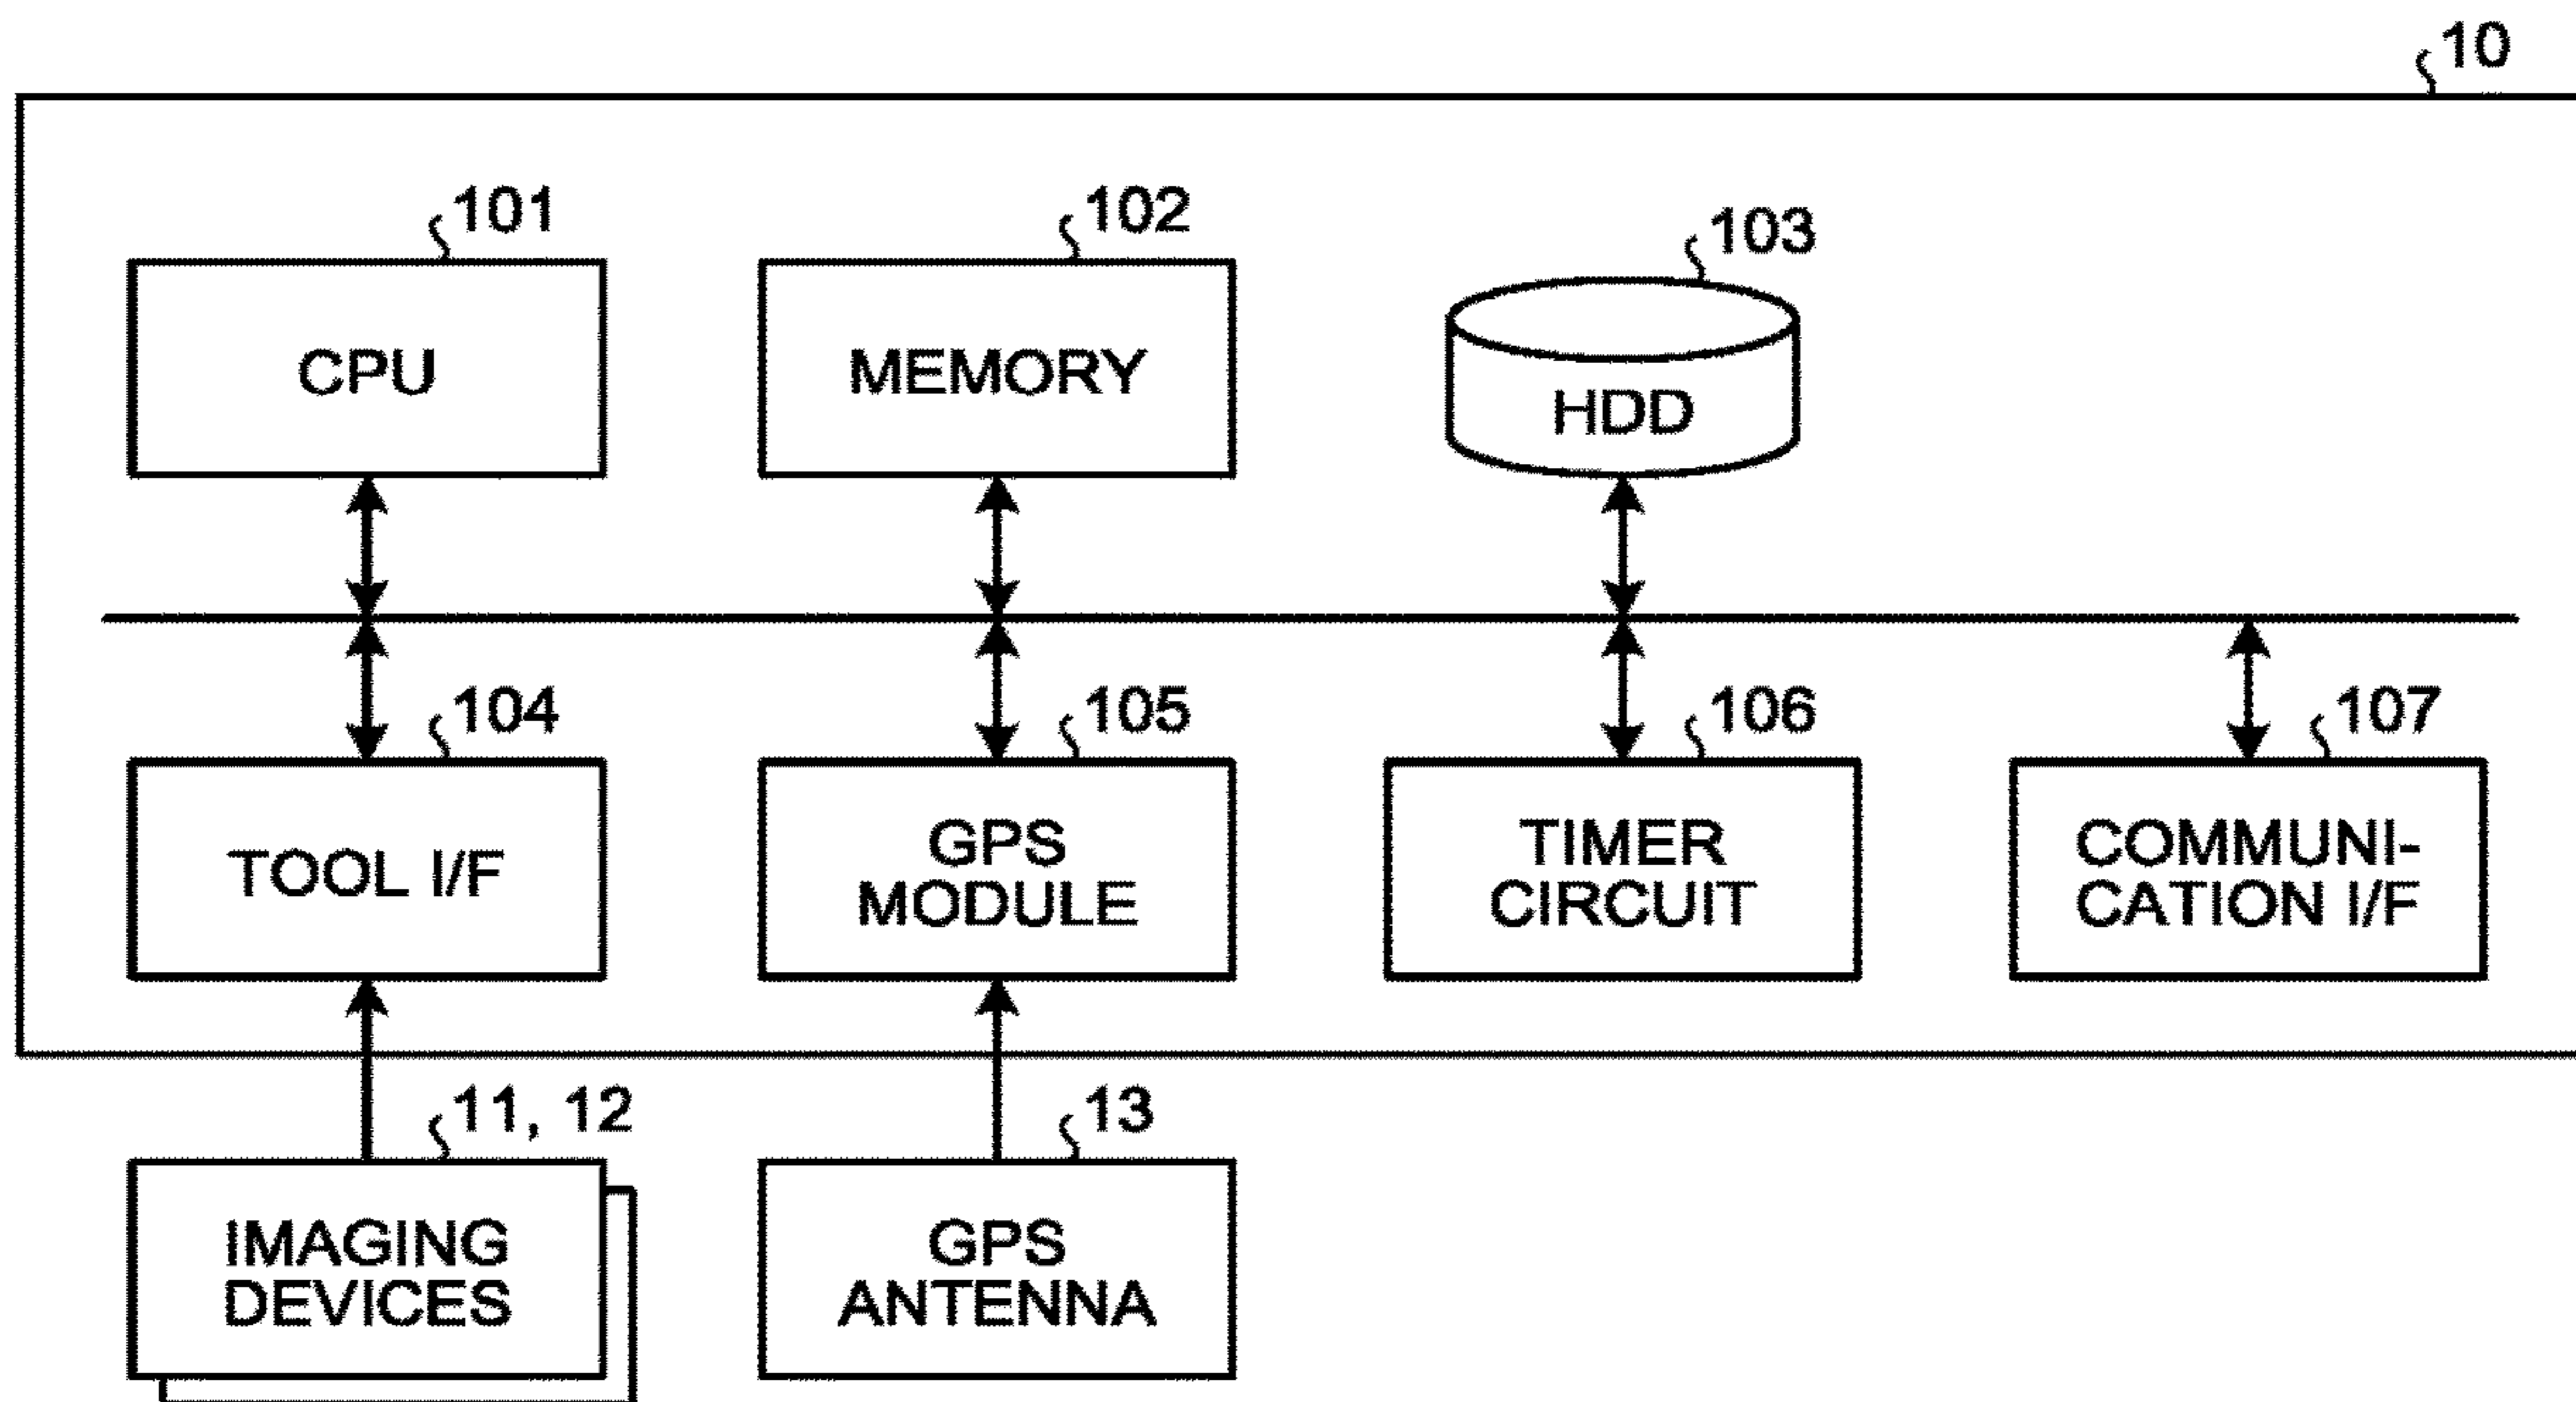 10
101
102
103
CPU
MEMORY
HDD
104
105
106
107
TOOL I/F
GPS
MODULE
TIMER
CIRCUIT
COMMUNI-
CATION I/F
11, 12
13
IMAGING
DEVICES
GPS
ANTENNA